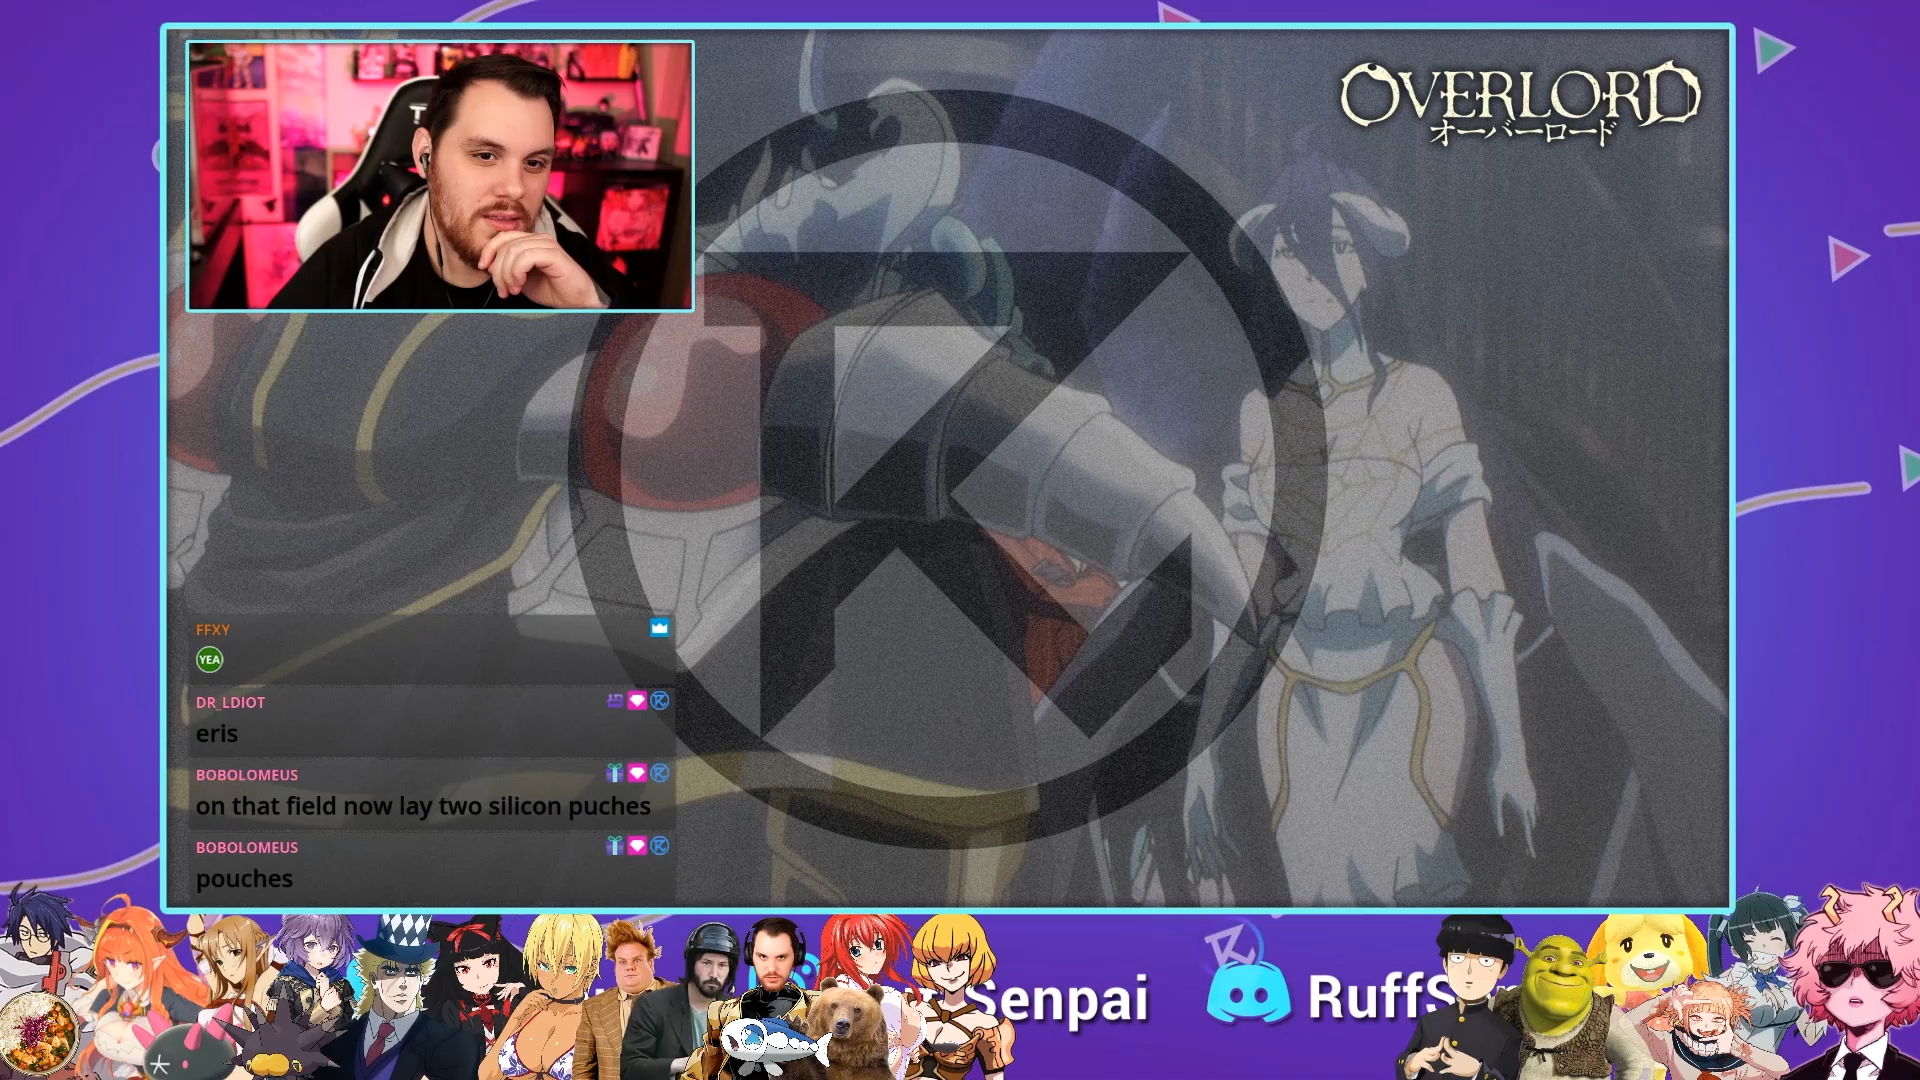 OVERLORD
オーバーロード
FFXY
YEA
DR_LDIOT
eris
BOBOLOMEUS
on that field now lay two silicon puches
BOBOLOMEUS
pouches
Senpai
RuffS